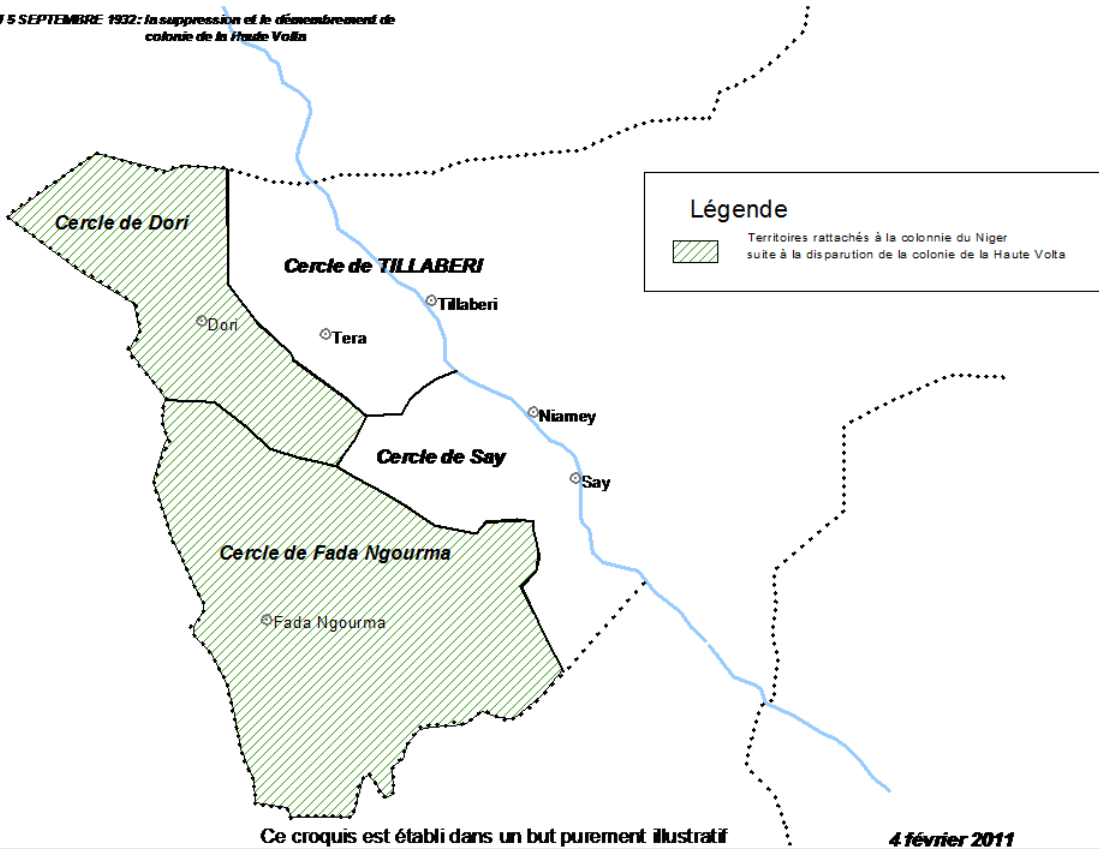 5 SEPTEMBRE 1932: la suppression et le démembrement de
colonie de la Haute Volta
Cercle de Dori
Légende
Territoires rattachés à la colonnie du Niger
suite à la disparution de la colonie de la Haute Volta
Cercle de TILLABERI
Tillaberi
Dori
Tera
Niamey
Cercle de Say
Say
Cercle de Fada Ngourma
Fada Ngourma
Ce croquis est établi dans un but purement illustratif
4 février 2011